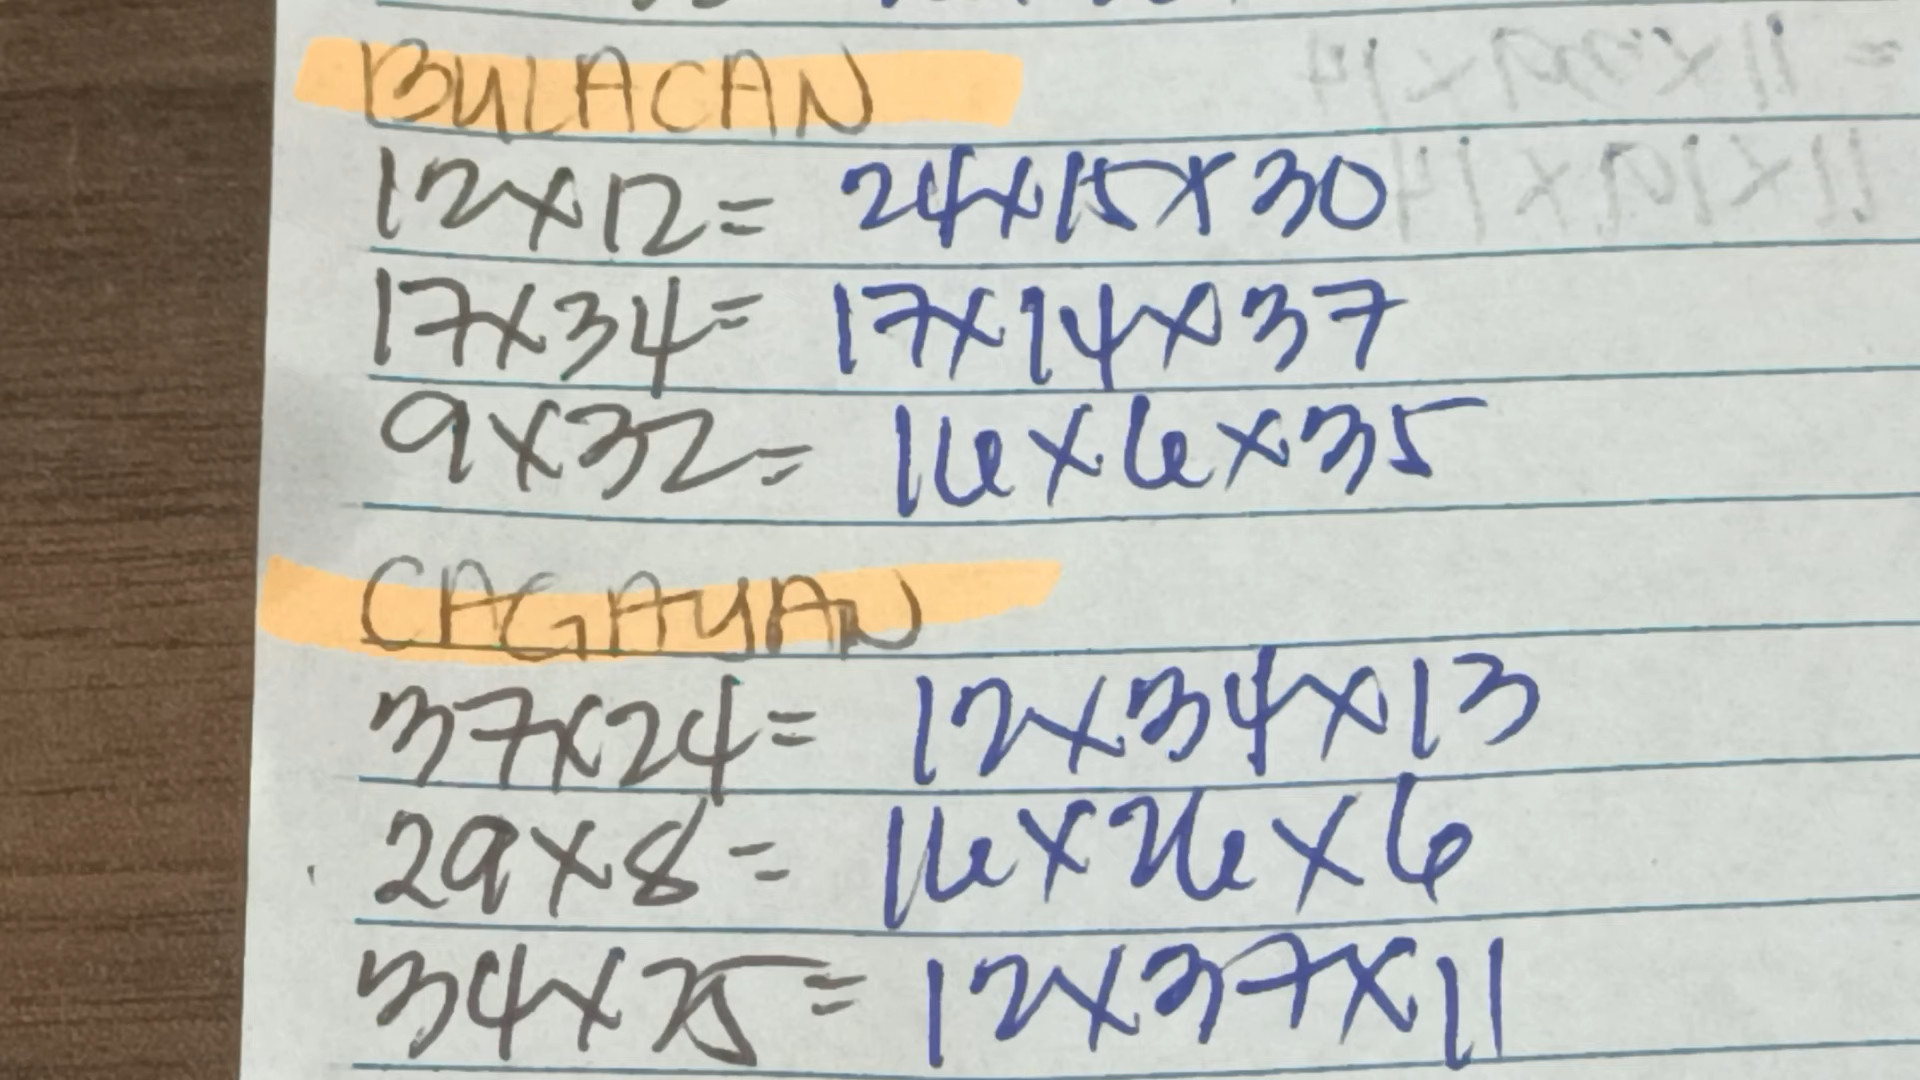 BULACAN
12x12= 24x15x30
17x34= 17x14x37
9x32= 16x6x35
CAGAYAN
37x24= 12x34x13
29x8= 16x26x6
34x25= 12x37x11